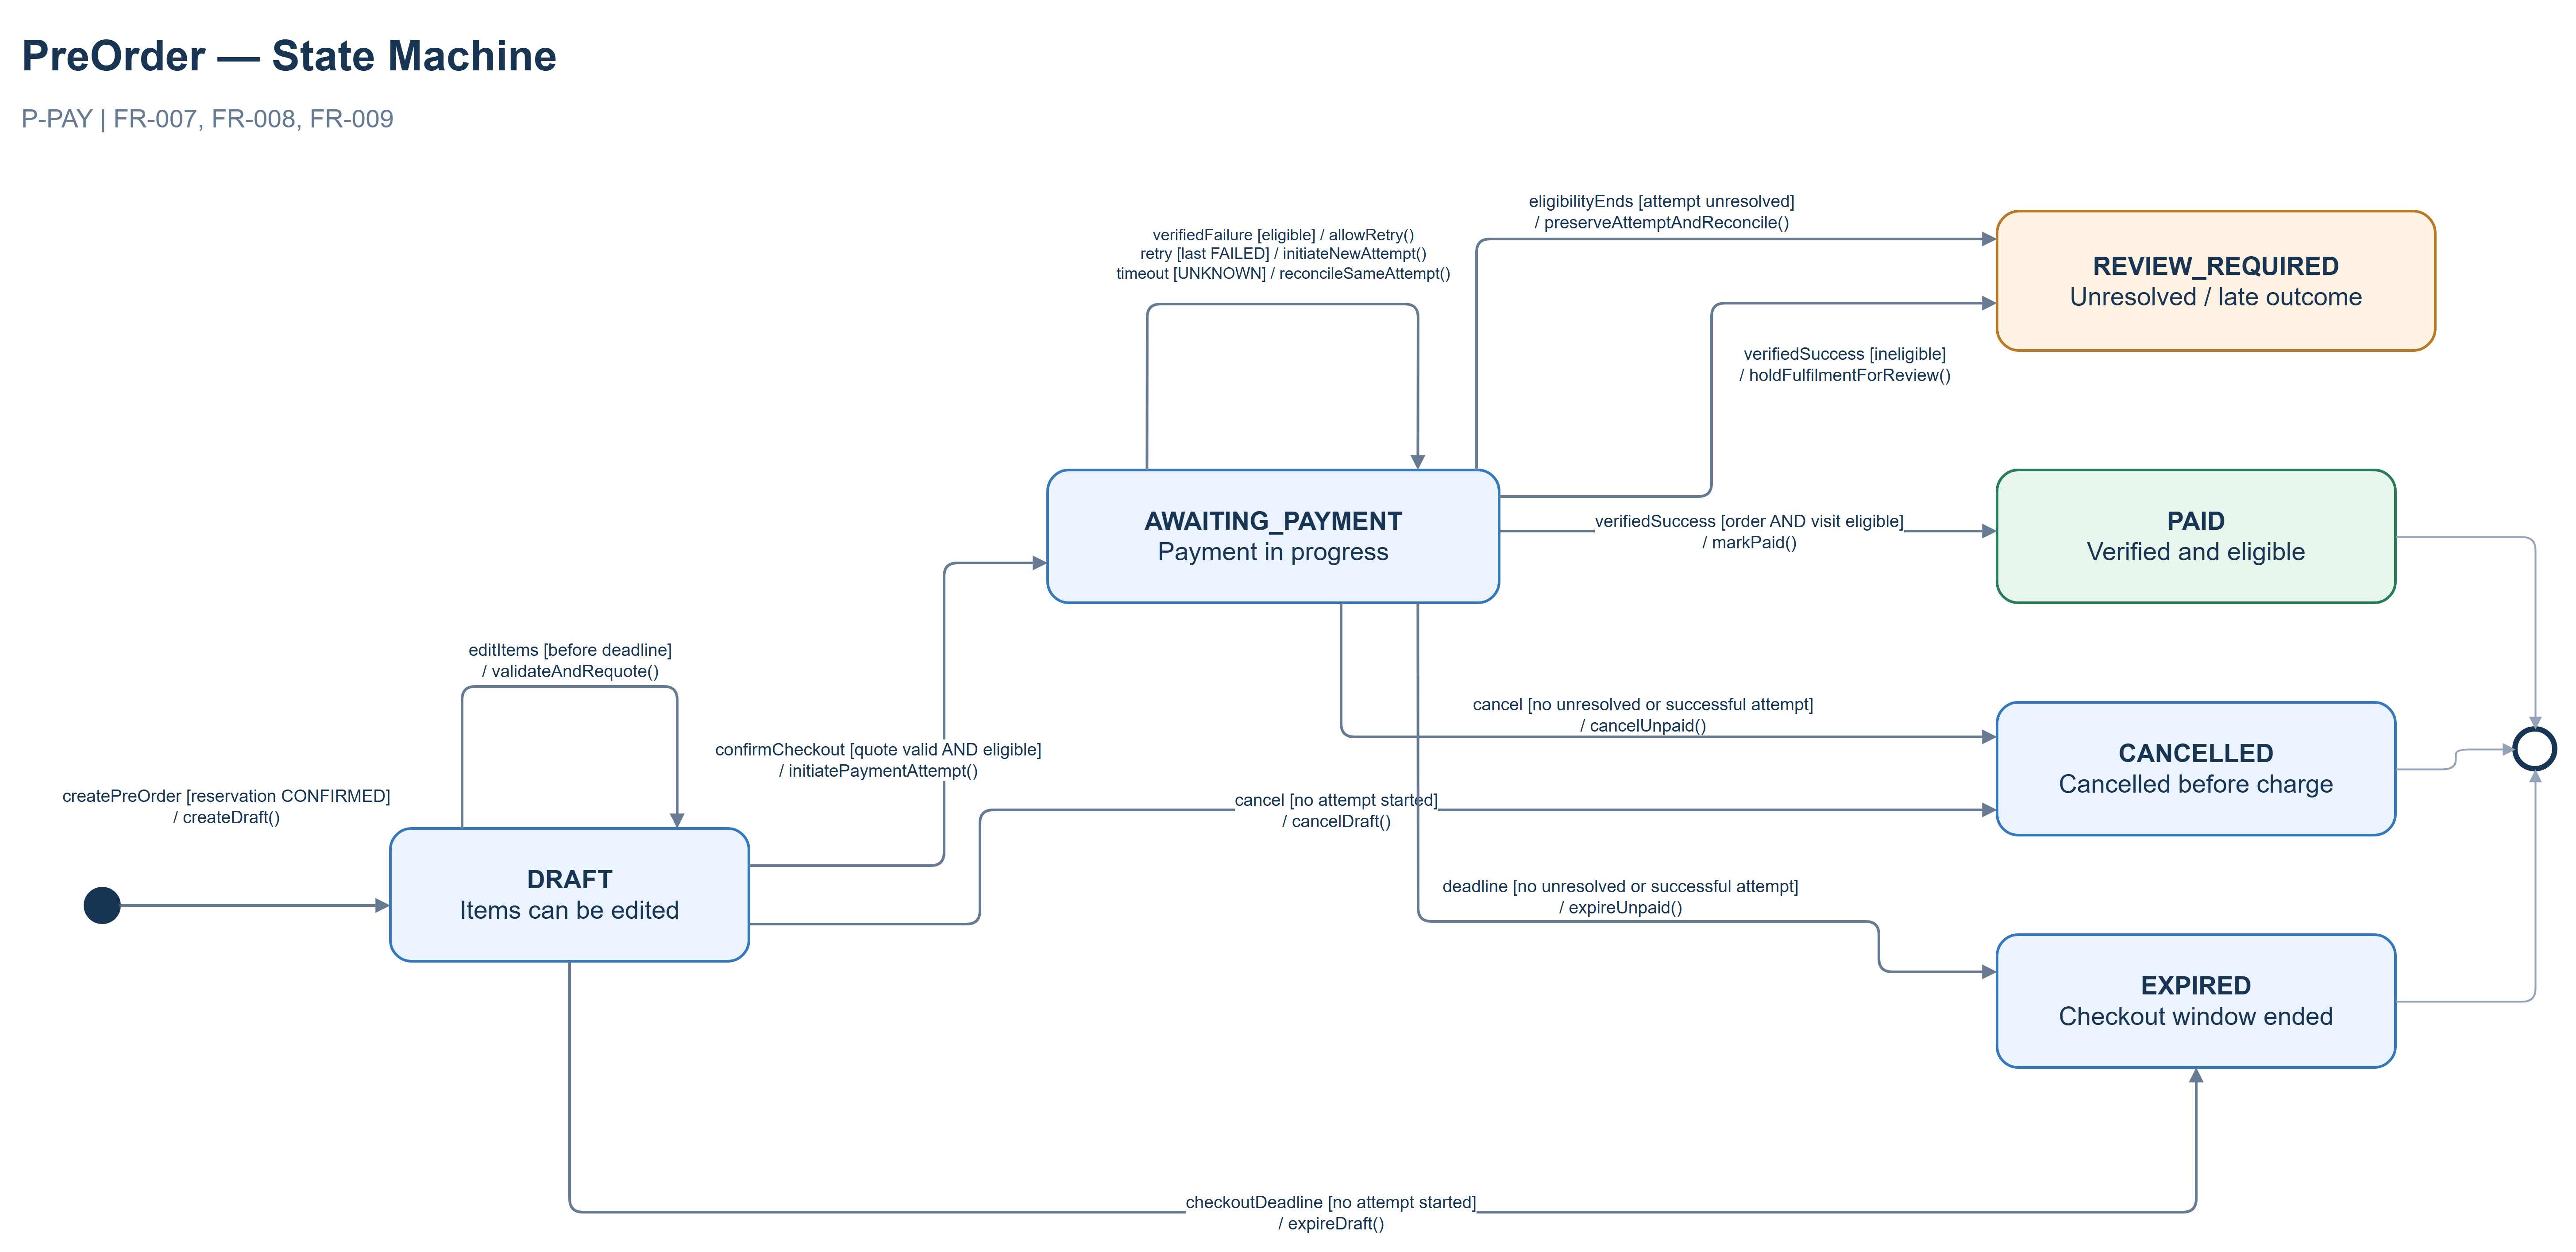 PreOrder — State Machine
P-PAY | FR-007, FR-008, FR-009
eligibilityEnds [attempt unresolved]
/ preserveAttemptAndReconcile()
verifiedFailure [eligible] / allowRetry()
retry [last FAILED] / initiateNewAttempt()
timeout [UNKNOWN] / reconcileSameAttempt()
REVIEW_REQUIRED
Unresolved / late outcome
verifiedSuccess [ineligible]
/ holdFulfilmentForReview()
AWAITING_PAYMENT
Payment in progress
verifiedSuccess [order AND visit eligible]
/ markPaid()
PAID
Verified and eligible
editItems [before deadline]
/ validateAndRequote()
confirmCheckout [quote valid AND eligible]
/ initiatePaymentAttempt()
cancel [no unresolved or successful attempt]
/ cancelUnpaid()
CANCELLED
Cancelled before charge
createPreOrder [reservation CONFIRMED]
/ createDraft()
cancel [no attempt started]
/ cancelDraft()
DRAFT
Items can be edited
deadline [no unresolved or successful attempt]
/ expireUnpaid()
EXPIRED
Checkout window ended
checkoutDeadline [no attempt started]
/ expireDraft()